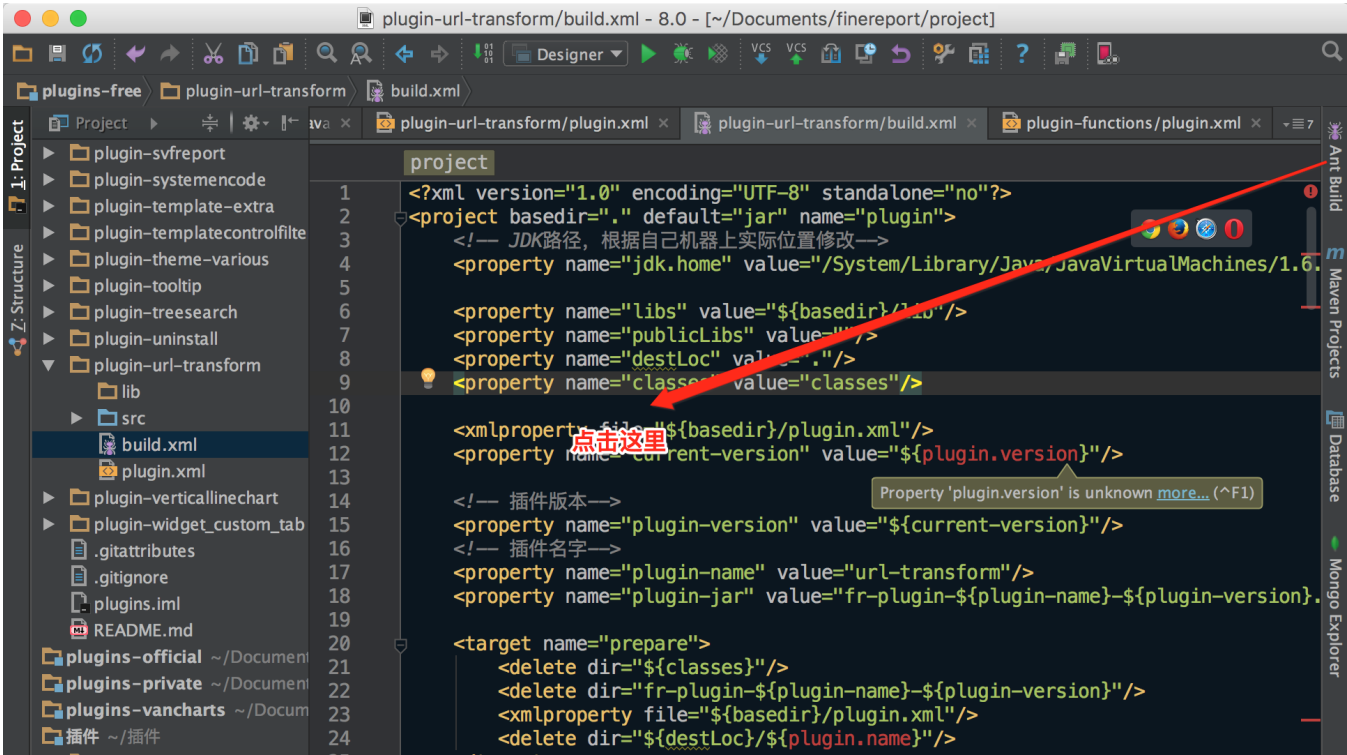 plugin-url-transform/build.xml - 8.0 - [~/Documents/finereport/project]
Designer
VCS VCS
?
plugins-free plugin-url-transform build.xml
Project
ava × plugin-url-transform/plugin.xml × plugin-url-transform/build.xml × plugin-functions/plugin.xml × 7
1: Project
Z: Structure
plugin-svfreport
plugin-systemencode
plugin-template-extra
plugin-templatecontrolfilte
plugin-theme-various
plugin-tooltip
plugin-treesearch
plugin-uninstall
plugin-url-transform
lib
src
build.xml
plugin.xml
plugin-verticallinechart
plugin-widget_custom_tab
.gitattributes
.gitignore
plugins.iml
README.md
plugins-official ~/Document
plugins-private ~/Document
plugins-vancharts ~/Docum
插件 ~/插件
project
1 <?xml version="1.0" encoding="UTF-8" standalone="no"?>
2 <project basedir="." default="jar" name="plugin">
3 <!-- JDK路径，根据自己机器上实际位置修改-->
4 <property name="jdk.home" value="/System/Library/Java/JavaVirtualMachines/1.6.
5
6 <property name="libs" value="${basedir}/lib"/>
7 <property name="publicLibs" value=""/>
8 <property name="destLoc" value="."/>
9 <property name="classes" value="classes"/>
10
11 <xmlproperty file="${basedir}/plugin.xml"/>
点击这里
12 <property name="current-version" value="${plugin.version}"/>
13
Property 'plugin.version' is unknown more... (^F1)
14 <!-- 插件版本-->
15 <property name="plugin-version" value="${current-version}"/>
16 <!-- 插件名字-->
17 <property name="plugin-name" value="url-transform"/>
18 <property name="plugin-jar" value="fr-plugin-${plugin-name}-${plugin-version}.
19
20 <target name="prepare">
21 <delete dir="${classes}"/>
22 <delete dir="fr-plugin-${plugin-name}-${plugin-version}"/>
23 <xmlproperty file="${basedir}/plugin.xml"/>
24 <delete dir="${destLoc}/${plugin.name}"/>
Ant Build
Maven Projects
Database
Mongo Explorer